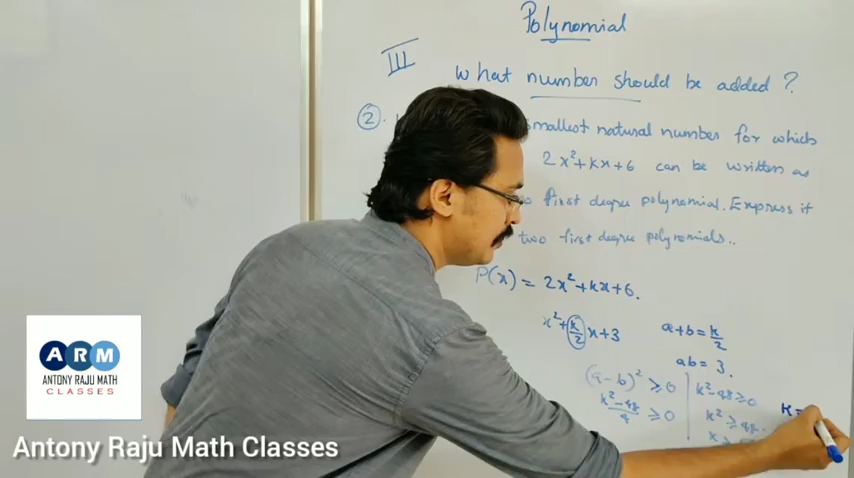 Polynomial
III
What number should be added ?
②.
smallest natural number for which
2x²+kx+6 can be written as
first degree polynomial. Express it
two first degree polynomials..
P(x) = 2x²+kx+6.
x²+k/2 x+3
a+b=k/2
ab = 3.
(a-b)² ≥0
k²-48≥0
k²-48 ≥0
k² ≥48.
k=
ARM
ANTONY RAJU MATH
CLASSES
Antony Raju Math Classes